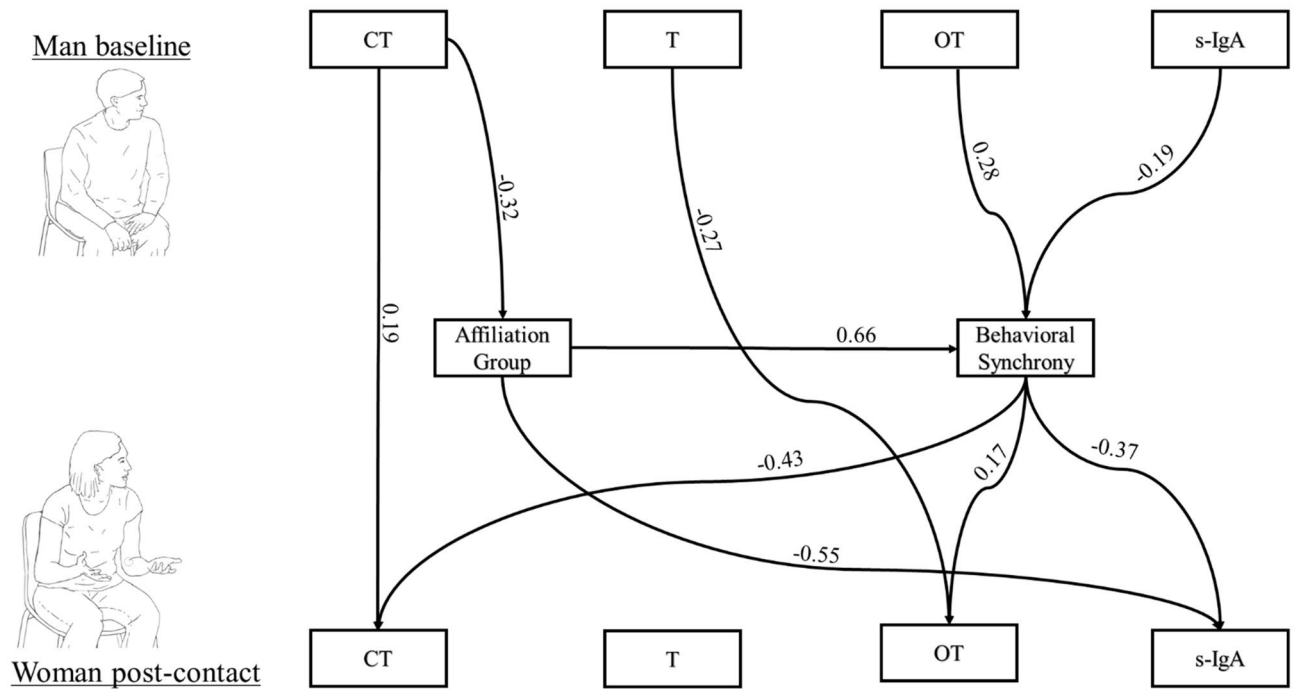 Man baseline
CT
T
OT
s-IgA
0.28
-0.19
-0.32
-0.27
0.19
Affiliation
Group
0.66
Behavioral
Synchrony
-0.43
0.17
-0.37
-0.55
Woman post-contact
CT
T
OT
s-IgA